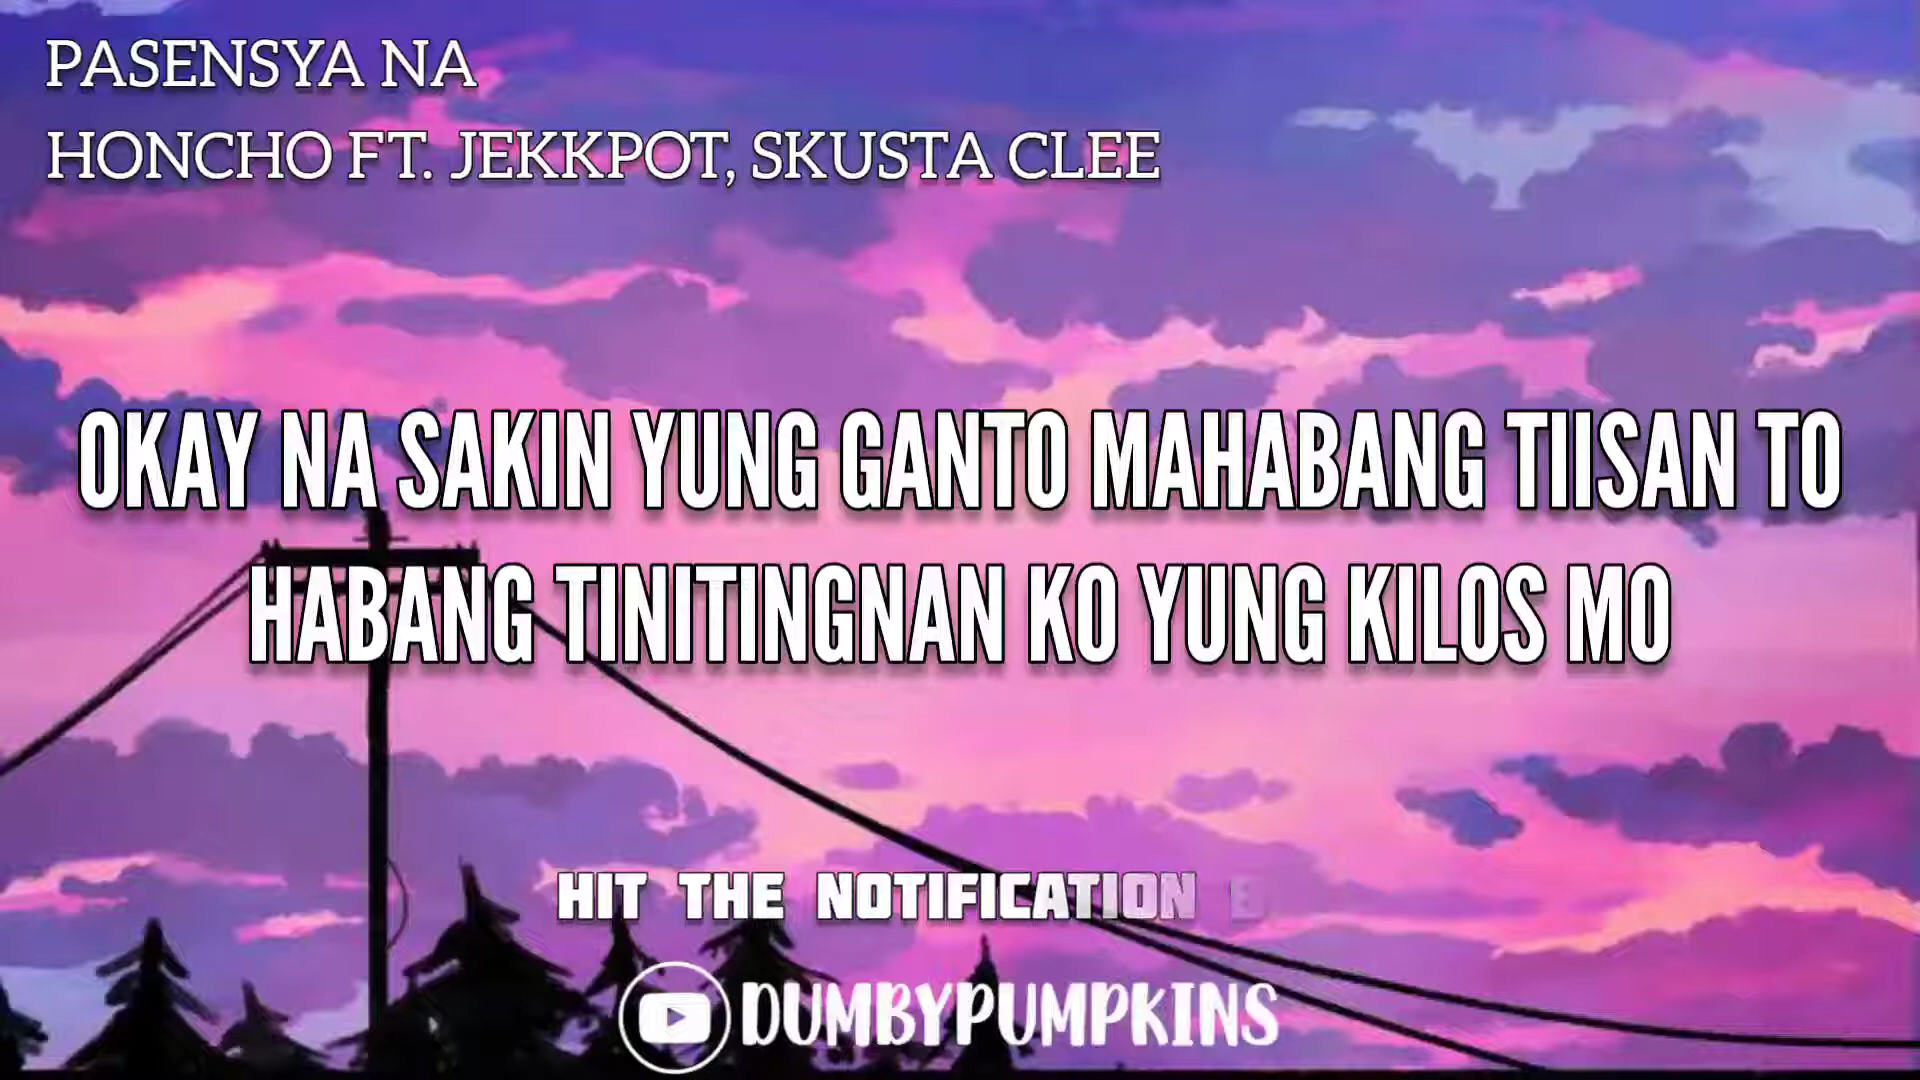 PASENSYA NA
HONCHO FT. JEKKPOT, SKUSTA CLEE
OKAY NA SAKIN YUNG GANTO MAHABANG TIISAN TO
HABANG TINITINGNAN KO YUNG KILOS MO
HIT THE NOTIFICATION B
DUMBYPUMPKINS